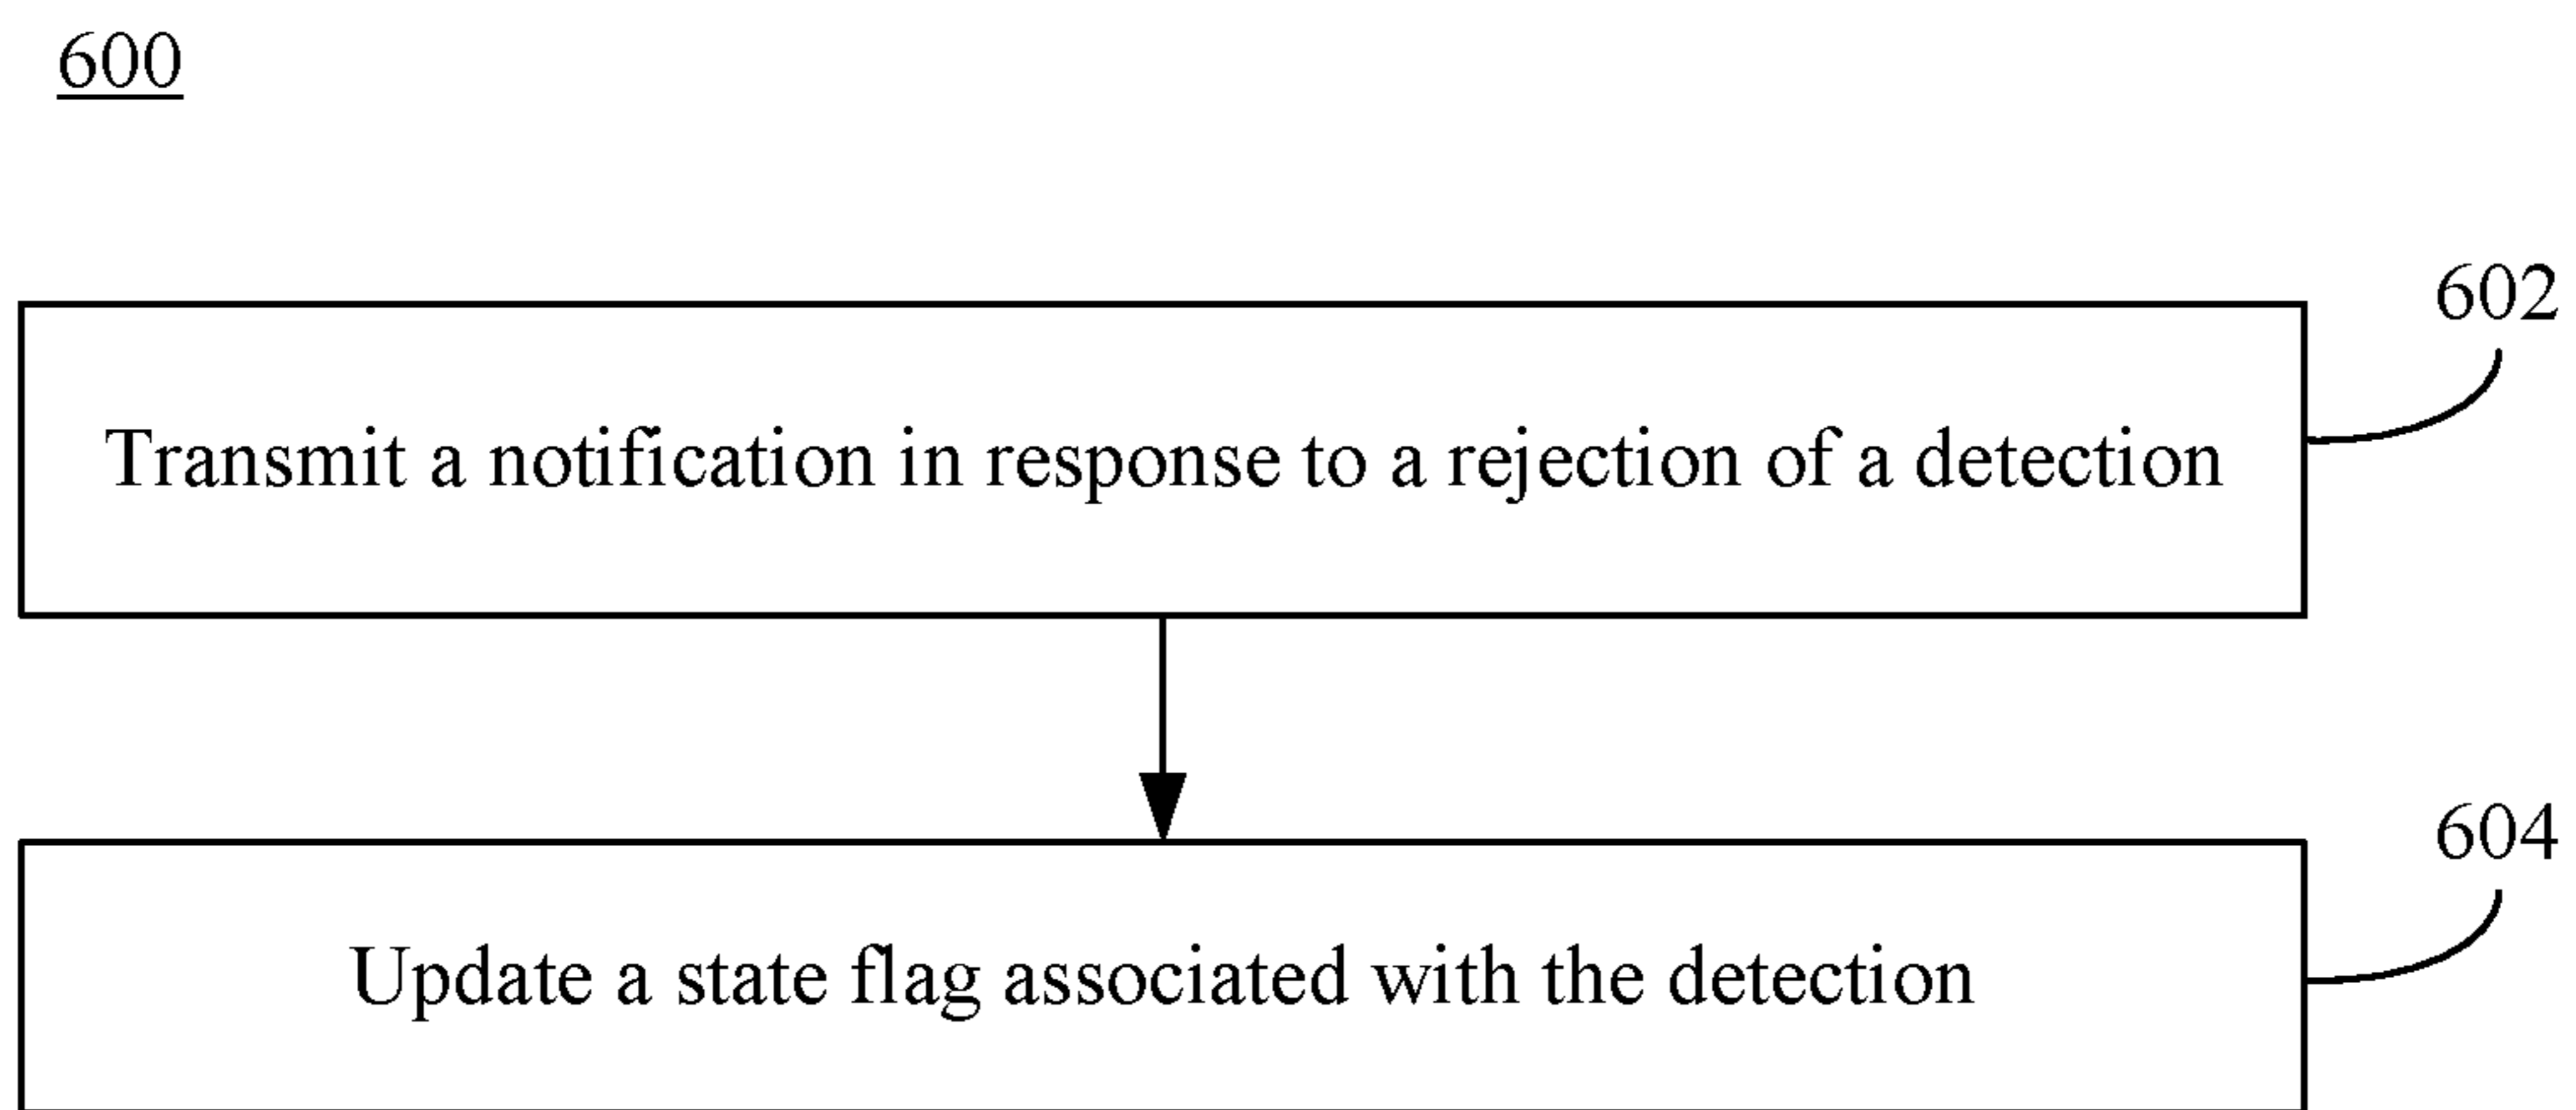 600
602
Transmit a notification in response to a rejection of a detection
604
Update a state flag associated with the detection